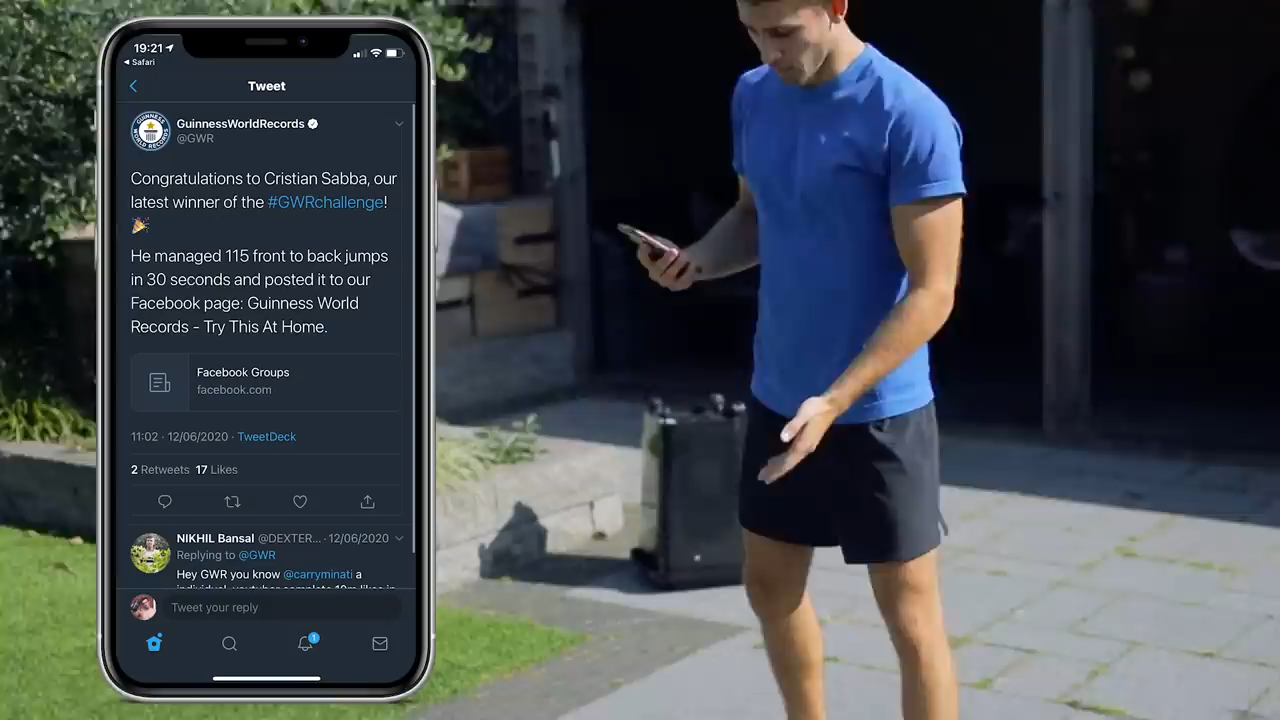 19:21
Safari
Tweet
GuinnessWorldRecords
@GWR
Congratulations to Cristian Sabba, our
latest winner of the #GWRchallenge!
He managed 115 front to back jumps
in 30 seconds and posted it to our
Facebook page: Guinness World
Records - Try This At Home.
Facebook Groups
facebook.com
11:02 · 12/06/2020 · TweetDeck
2 Retweets 17 Likes
NIKHIL Bansal @DEXTER... · 12/06/2020
Replying to @GWR
Hey GWR you know @carryminati a
Tweet your reply
1